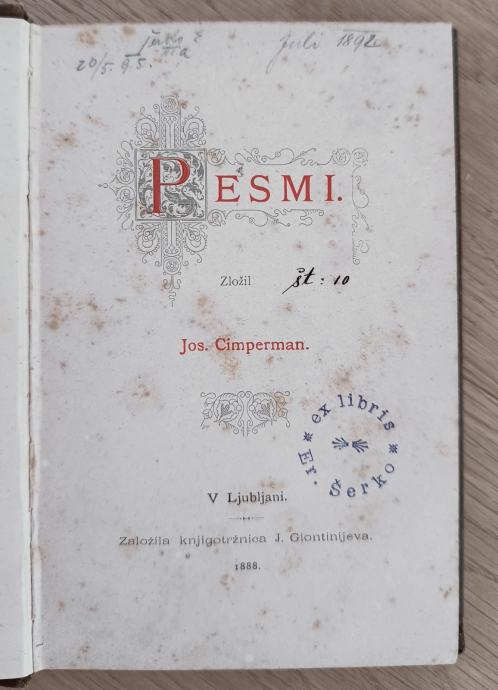 Juli 1892
20/5. 95.
PESMI.
Zložil
št: 10
Jos. Cimperman.
ex libris
Fr. Šerko
V Ljubljani.
Založila knjigotržnica J. Giontinijeva.
1888.